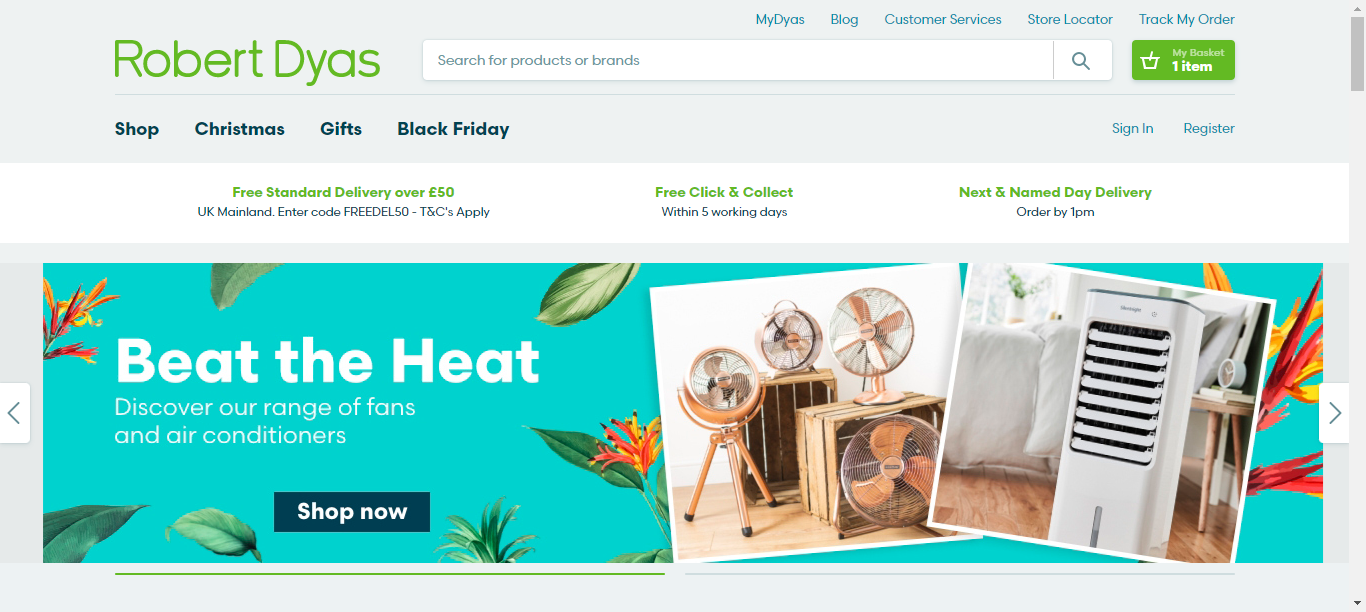 MyDyas
Blog
Customer Services
Store Locator
Track My Order
Robert Dyas
Search for products or brands
My Basket
1 item
Shop
Christmas
Gifts
Black Friday
Sign In
Register
Free Standard Delivery over £50
UK Mainland. Enter code FREEDEL50 - T&C's Apply
Free Click & Collect
Within 5 working days
Next & Named Day Delivery
Order by 1pm
Beat the Heat
Discover our range of fans
and air conditioners
Shop now